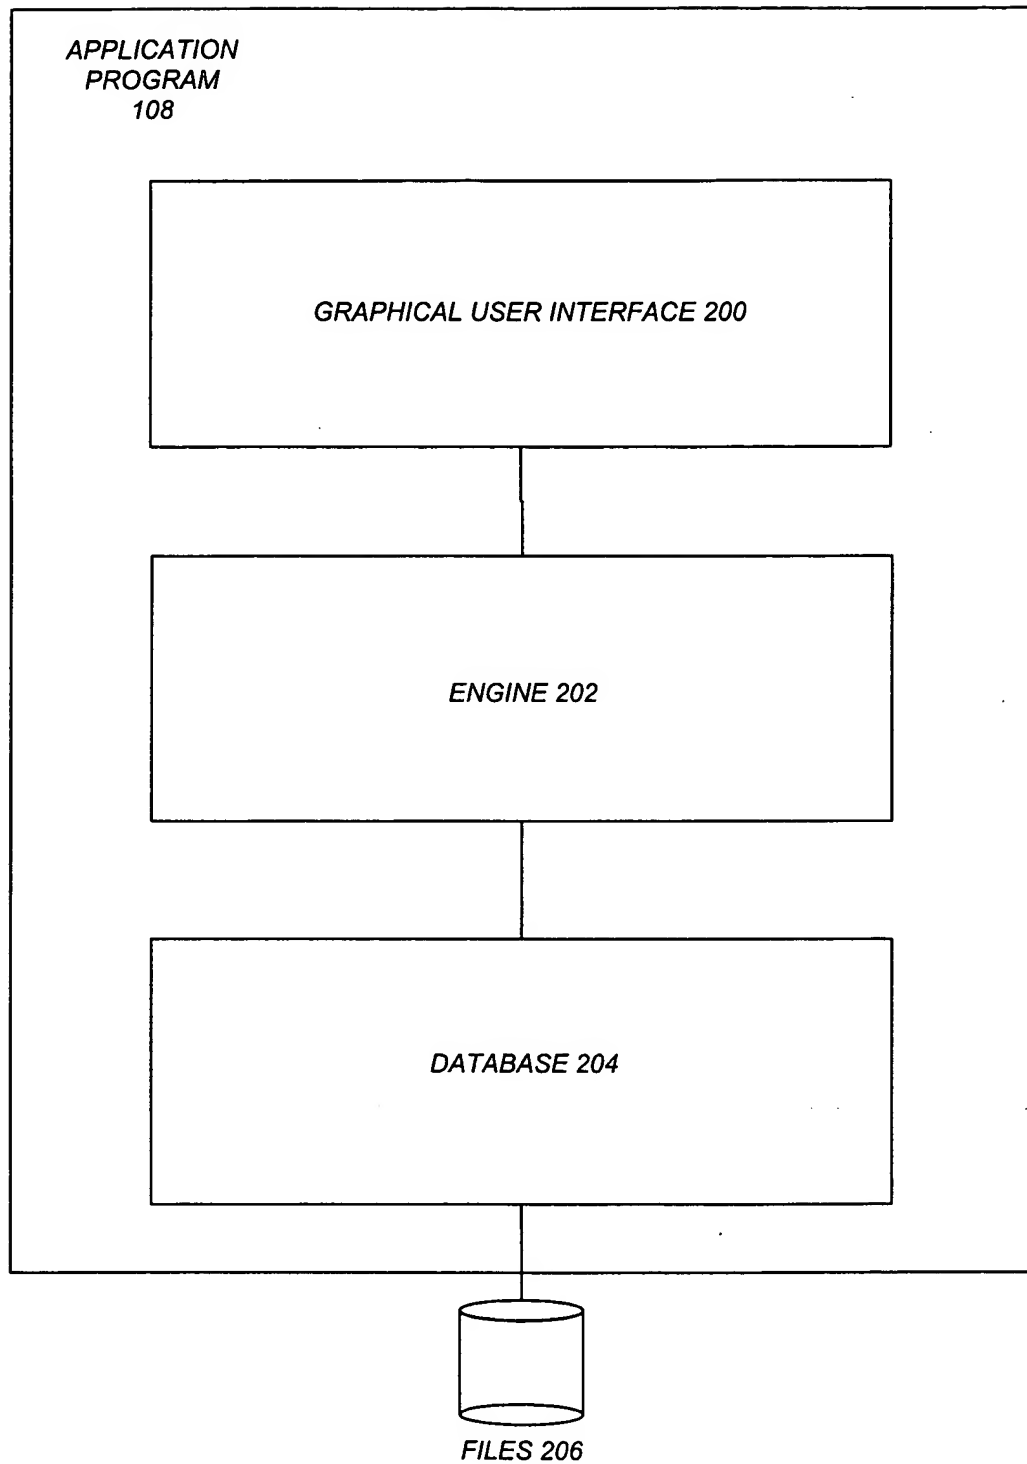 APPLICATION
PROGRAM
108
GRAPHICAL USER INTERFACE 200
ENGINE 202
DATABASE 204
FILES 206